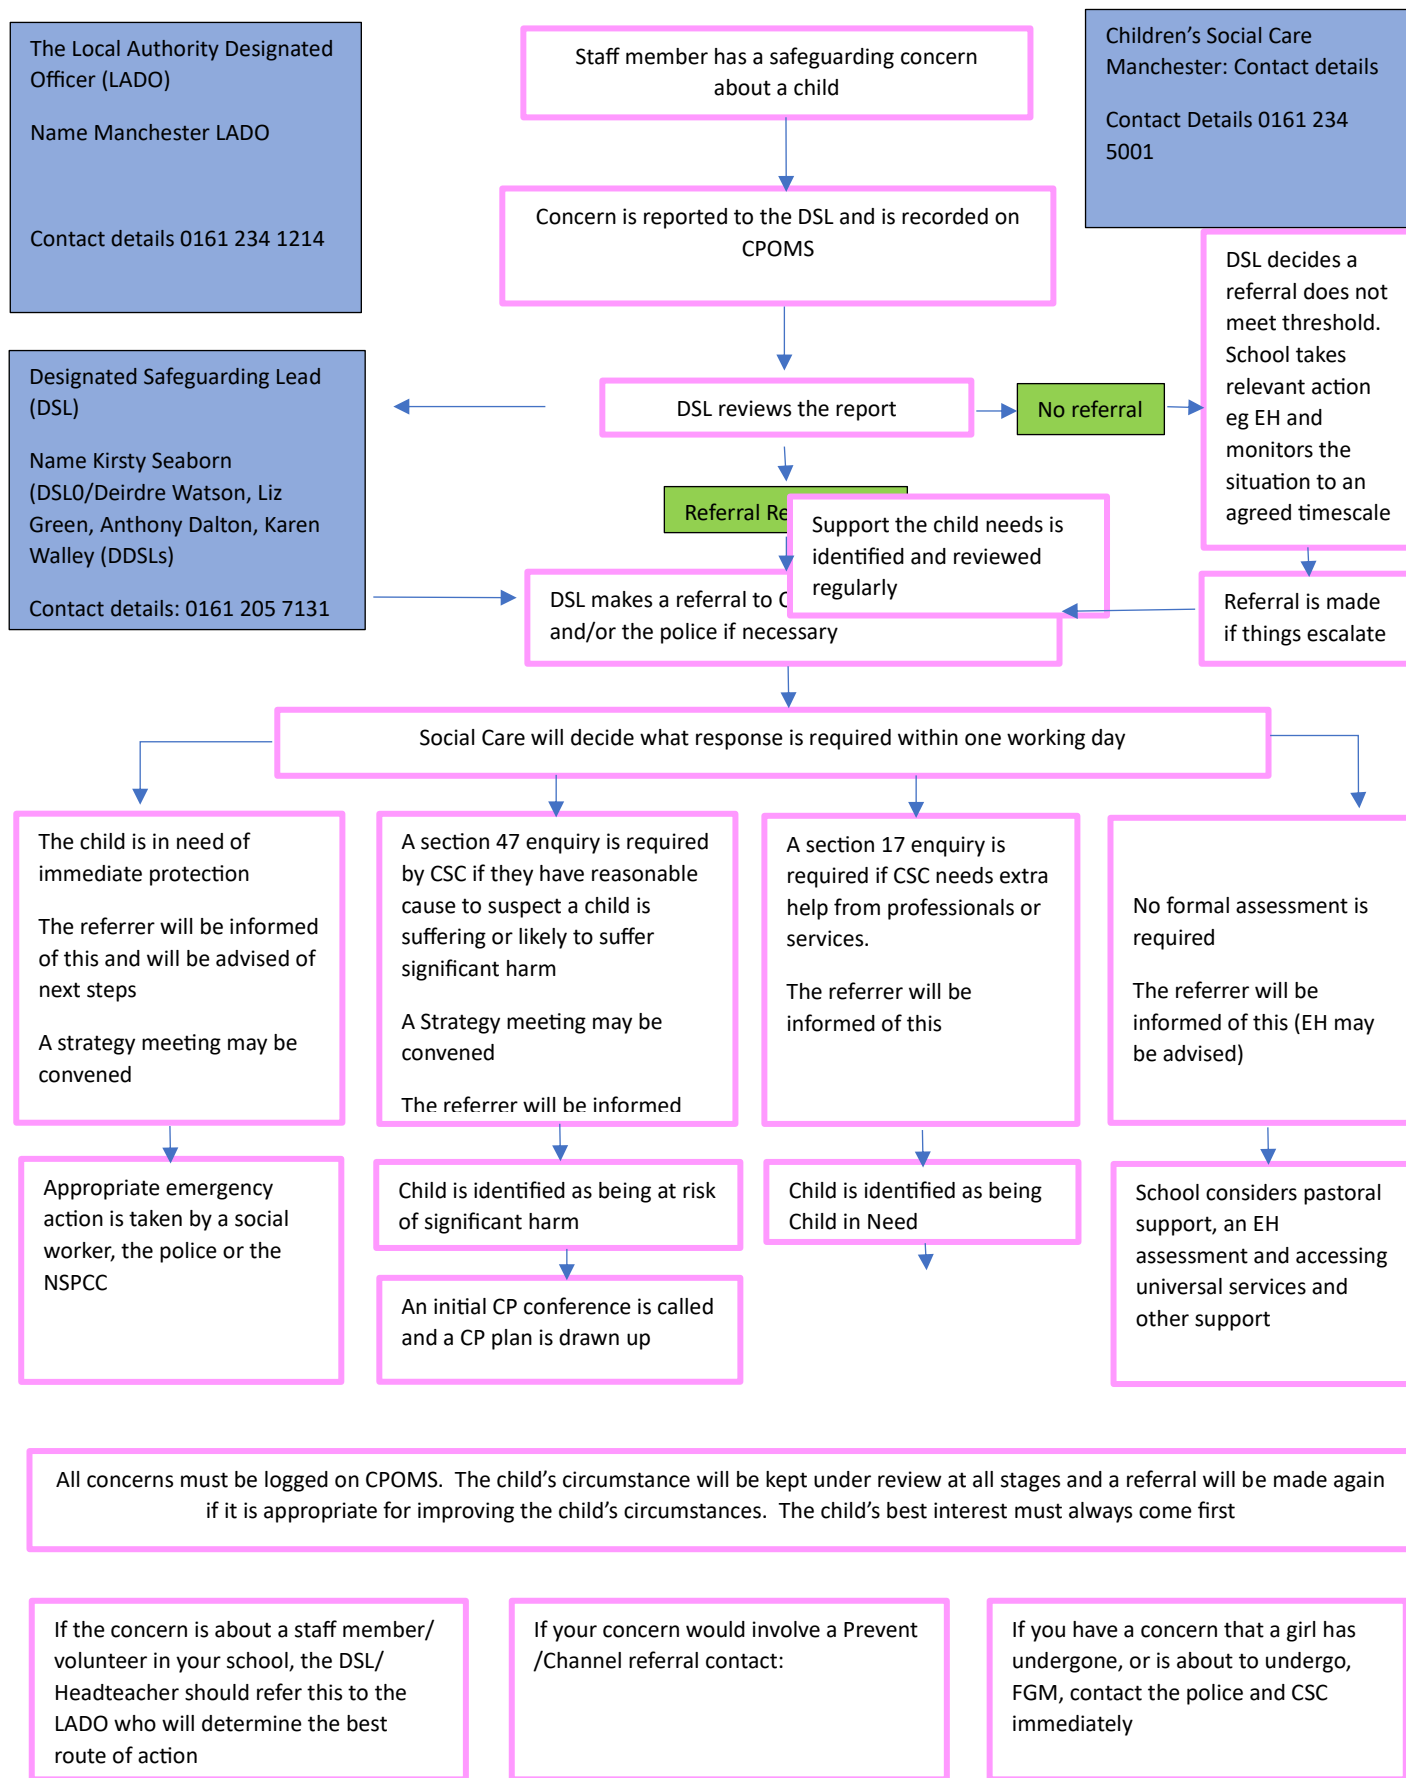 The Local Authority Designated
Officer (LADO)
Name Manchester LADO
Contact details 0161 234 1214
Staff member has a safeguarding concern
about a child
Children’s Social Care
Manchester: Contact details
Contact Details 0161 234
5001
Concern is reported to the DSL and is recorded on
CPOMS
DSL decides a
referral does not
meet threshold.
School takes
relevant action
eg EH and
monitors the
situation to an
agreed timescale
Designated Safeguarding Lead
(DSL)
Name Kirsty Seaborn
(DSL0/Deirdre Watson, Liz
Green, Anthony Dalton, Karen
Walley (DDSLs)
Contact details: 0161 205 7131
DSL reviews the report
No referral
Referral Re
Support the child needs is
identified and reviewed
regularly
DSL makes a referral to
and/or the police if necessary
Referral is made
if things escalate
Social Care will decide what response is required within one working day
The child is in need of
immediate protection
The referrer will be informed
of this and will be advised of
next steps
A strategy meeting may be
convened
A section 47 enquiry is required
by CSC if they have reasonable
cause to suspect a child is
suffering or likely to suffer
significant harm
A Strategy meeting may be
convened
The referrer will be informed
A section 17 enquiry is
required if CSC needs extra
help from professionals or
services.
The referrer will be
informed of this
No formal assessment is
required
The referrer will be
informed of this (EH may
be advised)
Appropriate emergency
action is taken by a social
worker, the police or the
NSPCC
Child is identified as being at risk
of significant harm
An initial CP conference is called
and a CP plan is drawn up
Child is identified as being
Child in Need
School considers pastoral
support, an EH
assessment and accessing
universal services and
other support
All concerns must be logged on CPOMS. The child’s circumstance will be kept under review at all stages and a referral will be made again
if it is appropriate for improving the child’s circumstances. The child’s best interest must always come first
If the concern is about a staff member/
volunteer in your school, the DSL/
Headteacher should refer this to the
LADO who will determine the best
route of action
If your concern would involve a Prevent
/Channel referral contact:
If you have a concern that a girl has
undergone, or is about to undergo,
FGM, contact the police and CSC
immediately